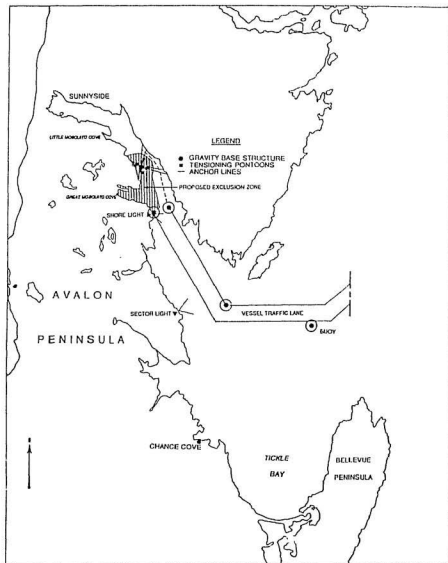 SUNNYSIDE
LITTLE MOSQUITO COVE
GREAT MOSQUITO COVE
LEGEND
GRAVITY BASE STRUCTURE
TENSIONING PONTOONS
ANCHOR LINES
PROPOSED EXCLUSION ZONE
SHORE LIGHT
AVALON
PENINSULA
SECTOR LIGHT
VESSEL TRAFFIC LANE
BUOY
CHANCE COVE
TICKLE
BAY
BELLEVUE
PENINSULA